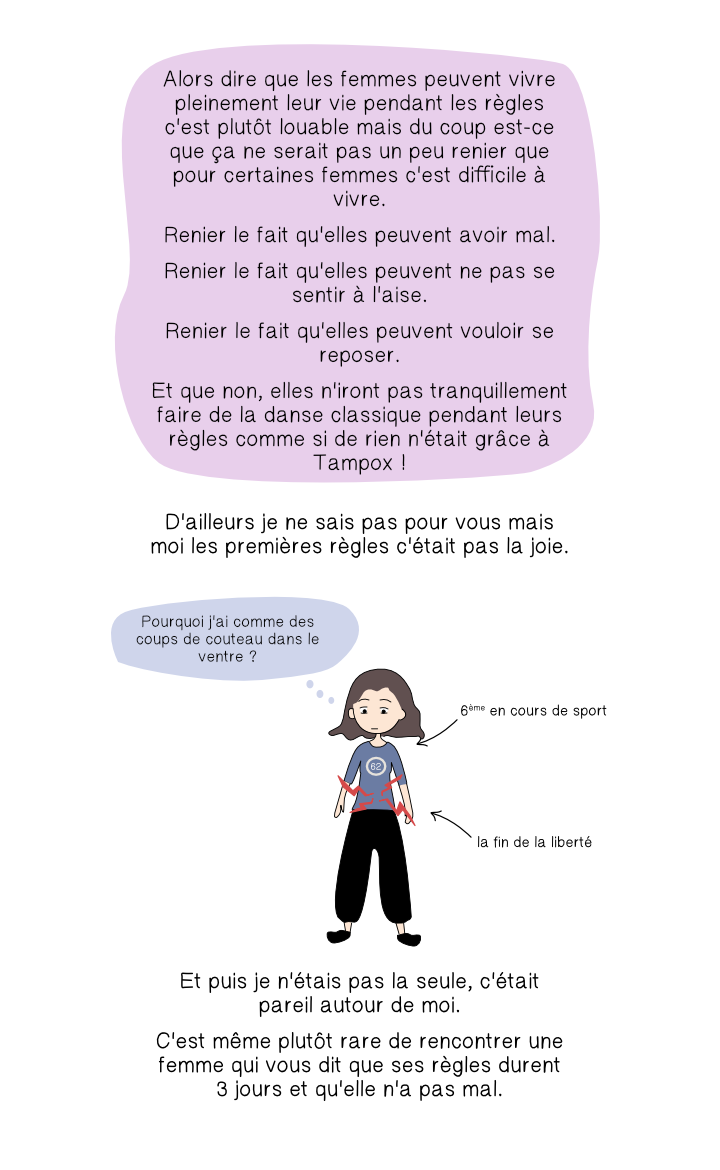 Alors dire que les femmes peuvent vivre
pleinement leur vie pendant les règles
c'est plutôt louable mais du coup est-ce
que ça ne serait pas un peu renier que
pour certaines femmes c'est difficile à
vivre.
Renier le fait qu'elles peuvent avoir mal.
Renier le fait qu'elles peuvent ne pas se
sentir à l'aise.
Renier le fait qu'elles peuvent vouloir se
reposer.
Et que non, elles n'iront pas tranquillement
faire de la danse classique pendant leurs
règles comme si de rien n'était grâce à
Tampox !
D'ailleurs je ne sais pas pour vous mais
moi les premières règles c'était pas la joie.
Pourquoi j'ai comme des
coups de couteau dans le
ventre ?
6ème en cours de sport
62
la fin de la liberté
Et puis je n'étais pas la seule, c'était
pareil autour de moi.
C'est même plutôt rare de rencontrer une
femme qui vous dit que ses règles durent
3 jours et qu'elle n'a pas mal.